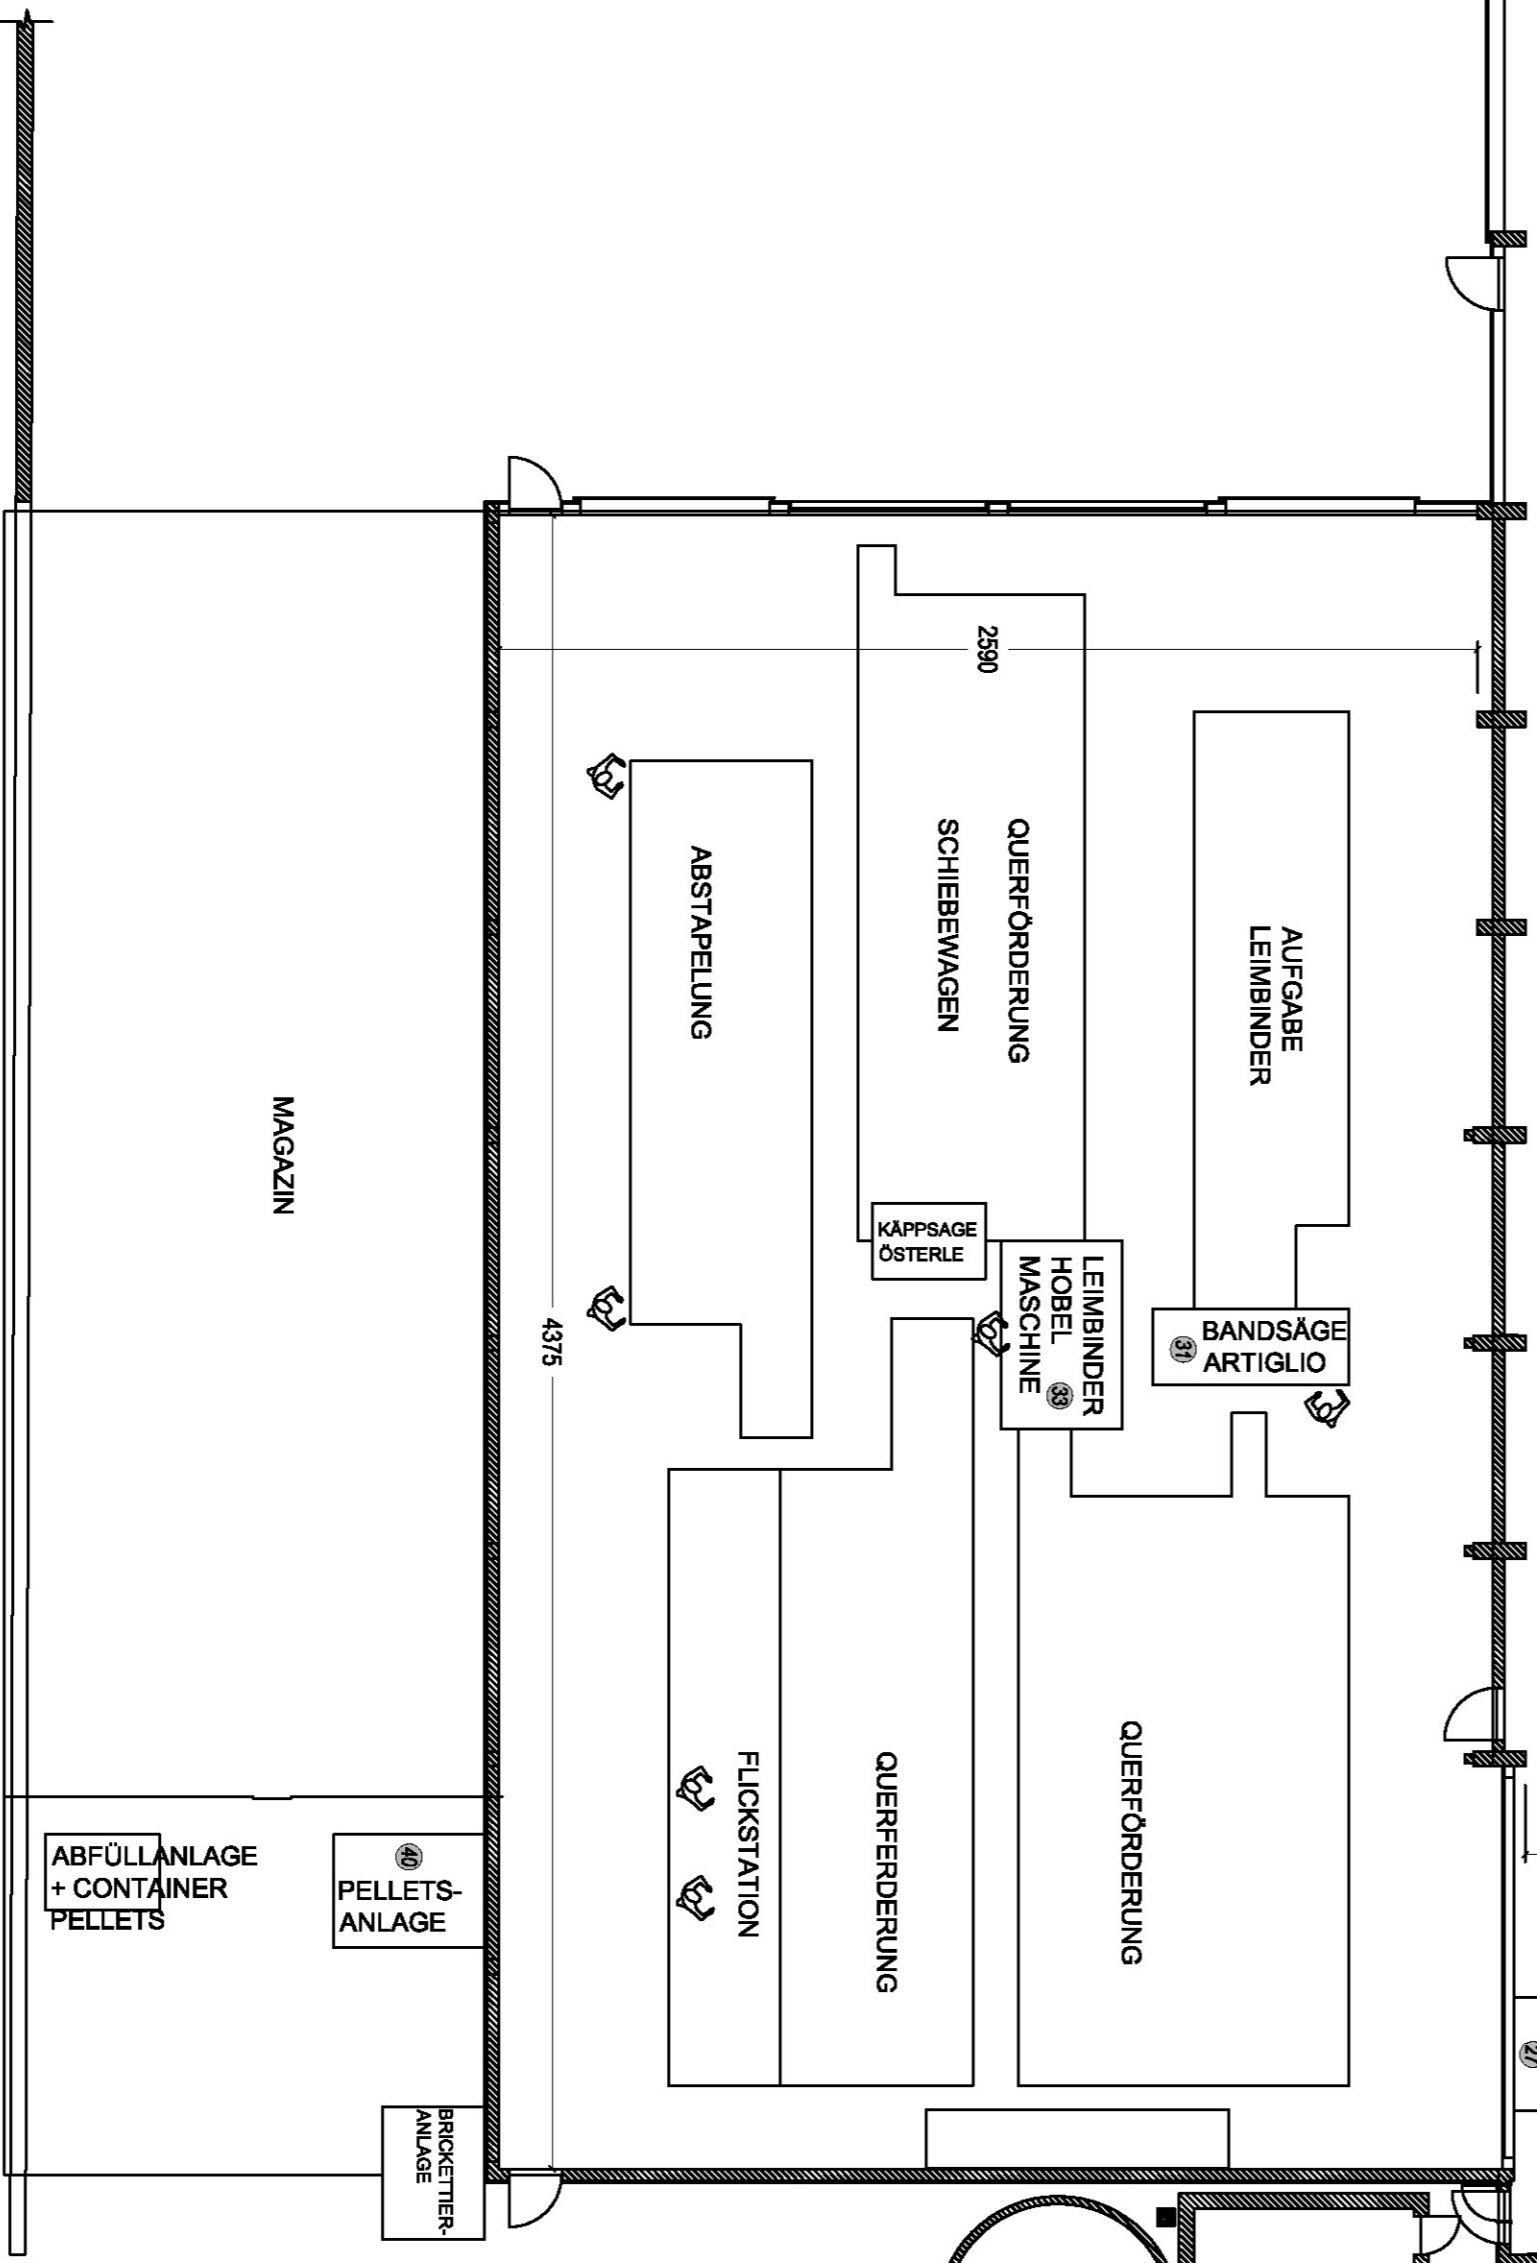 2590
QUERFÖRDERUNG
SCHIEBEWAGEN
ABSTAPELUNG
AUFGABE
LEIMBINDER
MAGAZIN
KÄPPSAGE
ÖSTERLE
LEIMBINDER
HOBEL
MASCHINE
33
BANDSÄGE
ARTIGLIO
31
4375
FLICKSTATION
QUERFERDERUNG
QUERFÖRDERUNG
ABFÜLLANLAGE
+ CONTAINER
PELLETS
40
PELLETS-
ANLAGE
27
BRICKETTIER-
ANLAGE